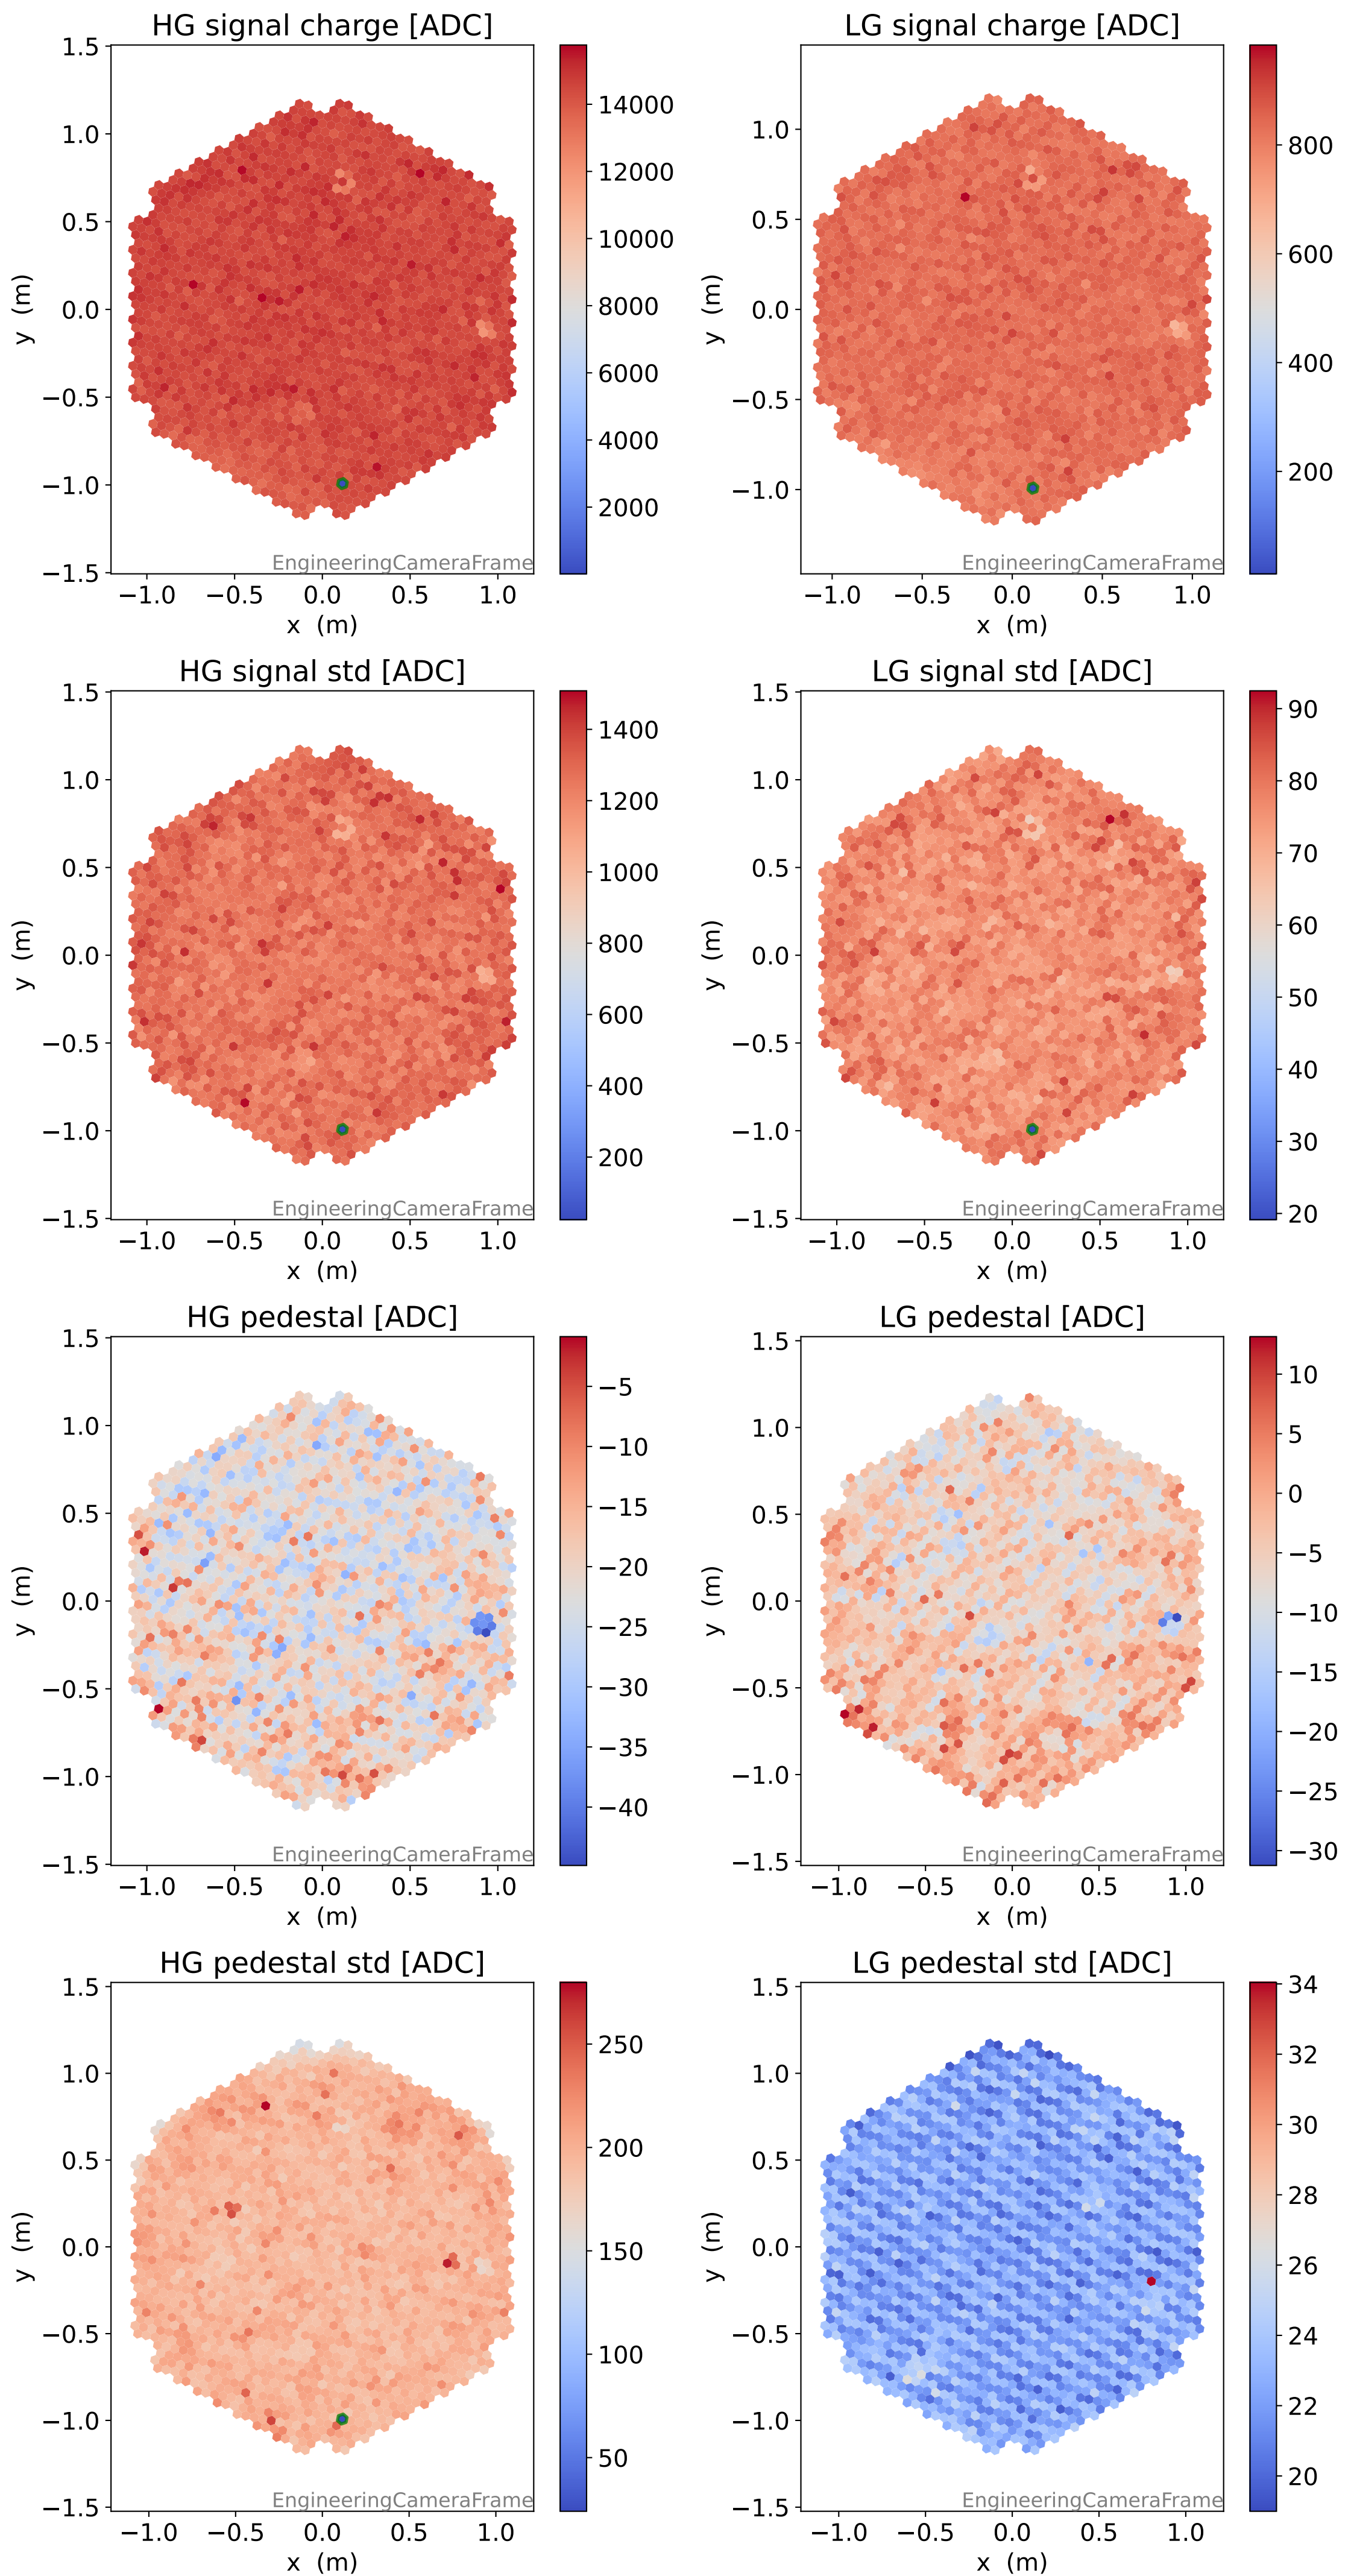 HG signal charge [ADC]
1.5
1.0
0.5
0.0
−0.5
−1.0
−1.5
y (m)
−1.0 −0.5 0.0 0.5 1.0
x (m)
EngineeringCameraFrame
14000
12000
10000
8000
6000
4000
2000
LG signal charge [ADC]
1.0
0.5
0.0
−0.5
−1.0
y (m)
−1.0 −0.5 0.0 0.5 1.0
x (m)
EngineeringCameraFrame
800
600
400
200
HG signal std [ADC]
1.5
1.0
0.5
0.0
−0.5
−1.0
−1.5
y (m)
−1.0 −0.5 0.0 0.5 1.0
x (m)
EngineeringCameraFrame
1400
1200
1000
800
600
400
200
LG signal std [ADC]
1.5
1.0
0.5
0.0
−0.5
−1.0
−1.5
y (m)
−1.0 −0.5 0.0 0.5 1.0
x (m)
EngineeringCameraFrame
90
80
70
60
50
40
30
20
HG pedestal [ADC]
1.5
1.0
0.5
0.0
−0.5
−1.0
−1.5
y (m)
−1.0 −0.5 0.0 0.5 1.0
x (m)
EngineeringCameraFrame
−5
−10
−15
−20
−25
−30
−35
−40
LG pedestal [ADC]
1.5
1.0
0.5
0.0
−0.5
−1.0
−1.5
y (m)
−1.0 −0.5 0.0 0.5 1.0
x (m)
EngineeringCameraFrame
10
5
0
−5
−10
−15
−20
−25
−30
HG pedestal std [ADC]
1.5
1.0
0.5
0.0
−0.5
−1.0
−1.5
y (m)
−1.0 −0.5 0.0 0.5 1.0
x (m)
EngineeringCameraFrame
250
200
150
100
50
LG pedestal std [ADC]
1.5
1.0
0.5
0.0
−0.5
−1.0
−1.5
y (m)
−1.0 −0.5 0.0 0.5 1.0
x (m)
EngineeringCameraFrame
34
32
30
28
26
24
22
20